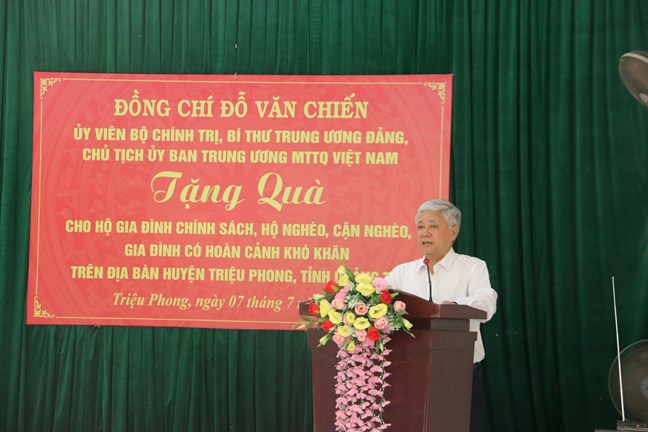 ĐỒNG CHÍ ĐỖ VĂN CHIẾN
ỦY VIÊN BỘ CHÍNH TRỊ, BÍ THƯ TRUNG ƯƠNG ĐẢNG,
CHỦ TỊCH ỦY BAN TRUNG ƯƠNG MTTQ VIỆT NAM
Tặng Quà
CHO HỘ GIA ĐÌNH CHÍNH SÁCH, HỘ NGHÈO, CẬN NGHÈO,
GIA ĐÌNH CÓ HOÀN CẢNH KHÓ KHĂN
TRÊN ĐỊA BÀN HUYỆN TRIỆU PHONG, TỈNH
Triệu Phong, ngày 07 tháng 7